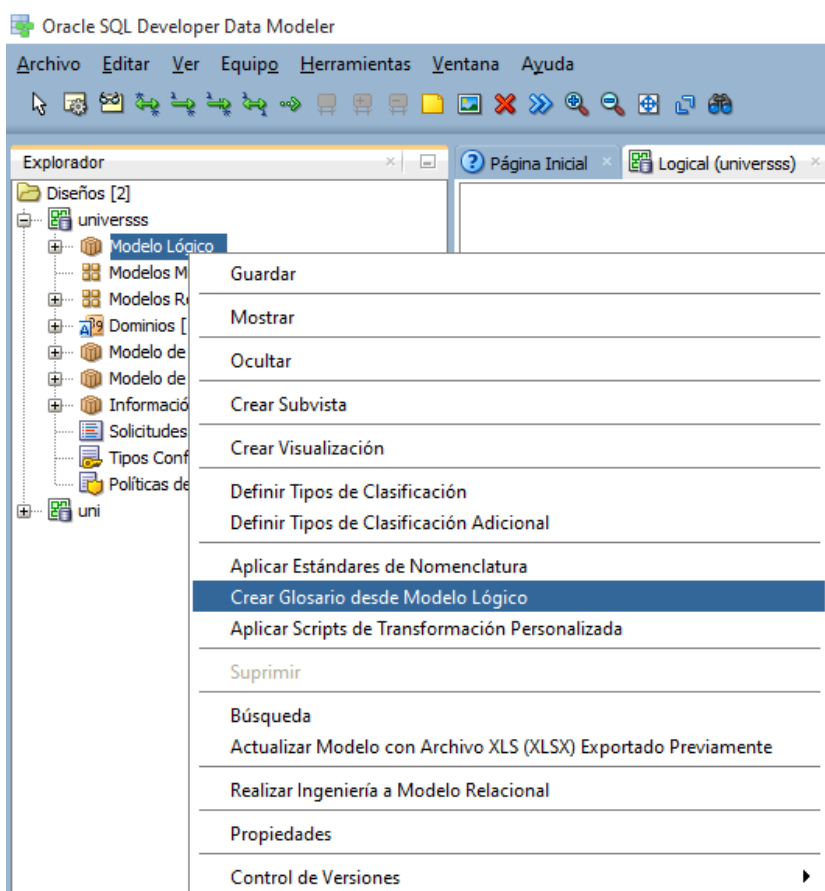 Oracle SQL Developer Data Modeler
Archivo Editar Ver Equipo Herramientas Ventana Ayuda
Explorador
Página Inicial
Logical (universss)
Diseños [2]
universss
Modelo Lógico
Modelos M
Modelos Re
Dominios [
Modelo de
Modelo de
Informació
Solicitudes
Tipos Conf
Políticas de
uni
Guardar
Mostrar
Ocultar
Crear Subvista
Crear Visualización
Definir Tipos de Clasificación
Definir Tipos de Clasificación Adicional
Aplicar Estándares de Nomenclatura
Crear Glosario desde Modelo Lógico
Aplicar Scripts de Transformación Personalizada
Suprimir
Búsqueda
Actualizar Modelo con Archivo XLS (XLSX) Exportado Previamente
Realizar Ingeniería a Modelo Relacional
Propiedades
Control de Versiones